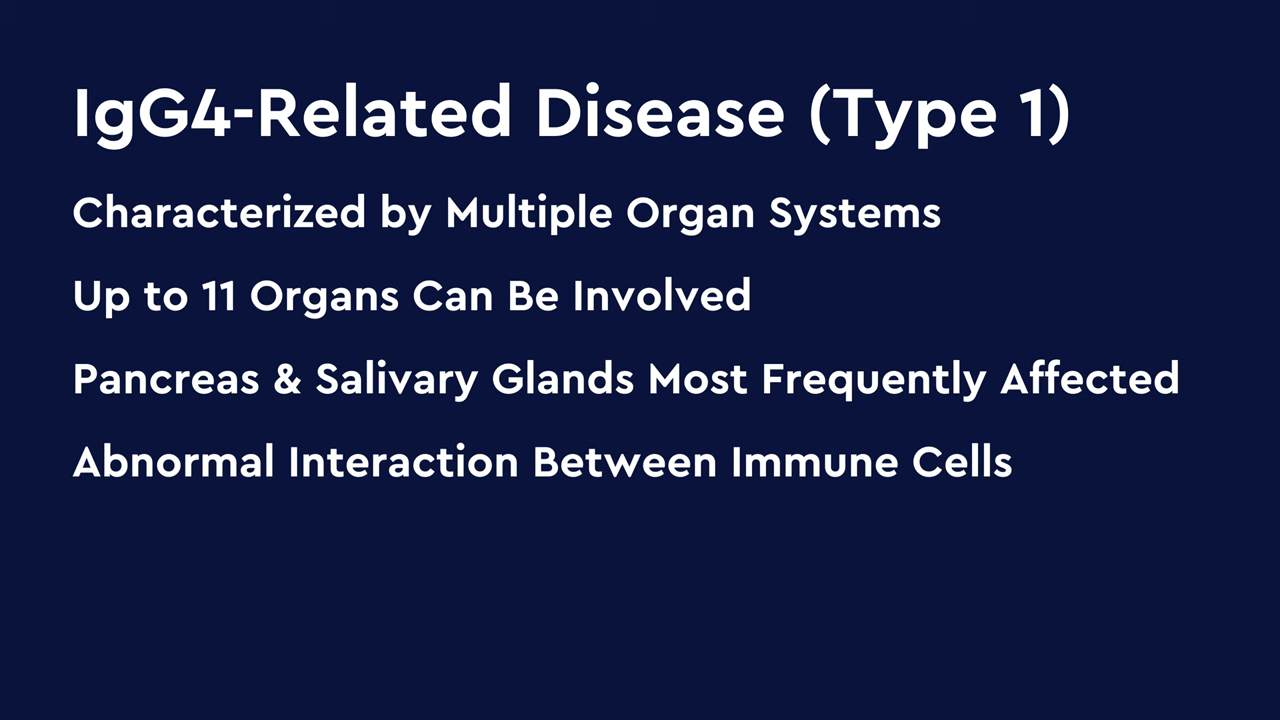 IgG4-Related Disease (Type 1)
Characterized by Multiple Organ Systems
Up to 11 Organs Can Be Involved
Pancreas & Salivary Glands Most Frequently Affected
Abnormal Interaction Between Immune Cells